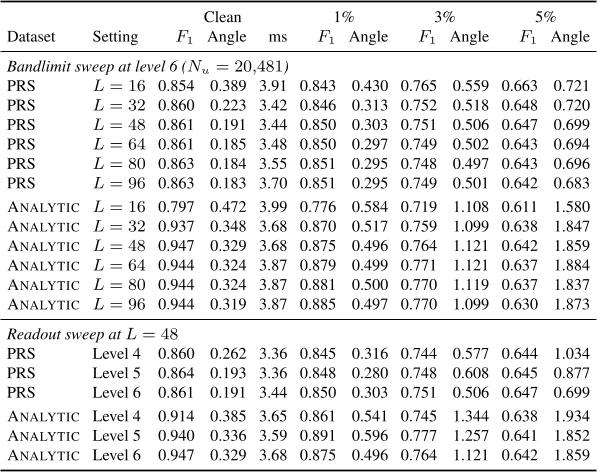 Clean 1% 3% 5%
Dataset Setting F₁ Angle ms F₁ Angle F₁ Angle F₁ Angle
Bandlimit sweep at level 6 (Nᵤ = 20,481)
PRS L = 16 0.854 0.389 3.91 0.843 0.430 0.765 0.559 0.663 0.721
PRS L = 32 0.860 0.223 3.42 0.846 0.313 0.752 0.518 0.648 0.720
PRS L = 48 0.861 0.191 3.44 0.850 0.303 0.751 0.506 0.647 0.699
PRS L = 64 0.861 0.185 3.48 0.850 0.297 0.749 0.502 0.643 0.694
PRS L = 80 0.863 0.184 3.55 0.851 0.295 0.748 0.497 0.643 0.696
PRS L = 96 0.863 0.183 3.70 0.851 0.295 0.749 0.501 0.642 0.683
ANALYTIC L = 16 0.797 0.472 3.99 0.776 0.584 0.719 1.108 0.611 1.580
ANALYTIC L = 32 0.937 0.348 3.68 0.870 0.517 0.759 1.099 0.638 1.847
ANALYTIC L = 48 0.947 0.329 3.68 0.875 0.496 0.764 1.121 0.642 1.859
ANALYTIC L = 64 0.944 0.324 3.87 0.879 0.499 0.771 1.121 0.637 1.884
ANALYTIC L = 80 0.944 0.324 3.87 0.881 0.500 0.770 1.119 0.637 1.837
ANALYTIC L = 96 0.944 0.319 3.87 0.885 0.497 0.770 1.099 0.630 1.873
Readout sweep at L = 48
PRS Level 4 0.860 0.262 3.36 0.845 0.316 0.744 0.577 0.644 1.034
PRS Level 5 0.864 0.193 3.36 0.848 0.280 0.748 0.608 0.645 0.877
PRS Level 6 0.861 0.191 3.44 0.850 0.303 0.751 0.506 0.647 0.699
ANALYTIC Level 4 0.914 0.385 3.65 0.861 0.541 0.745 1.344 0.638 1.934
ANALYTIC Level 5 0.940 0.336 3.59 0.891 0.596 0.777 1.257 0.641 1.852
ANALYTIC Level 6 0.947 0.329 3.68 0.875 0.496 0.764 1.121 0.642 1.859